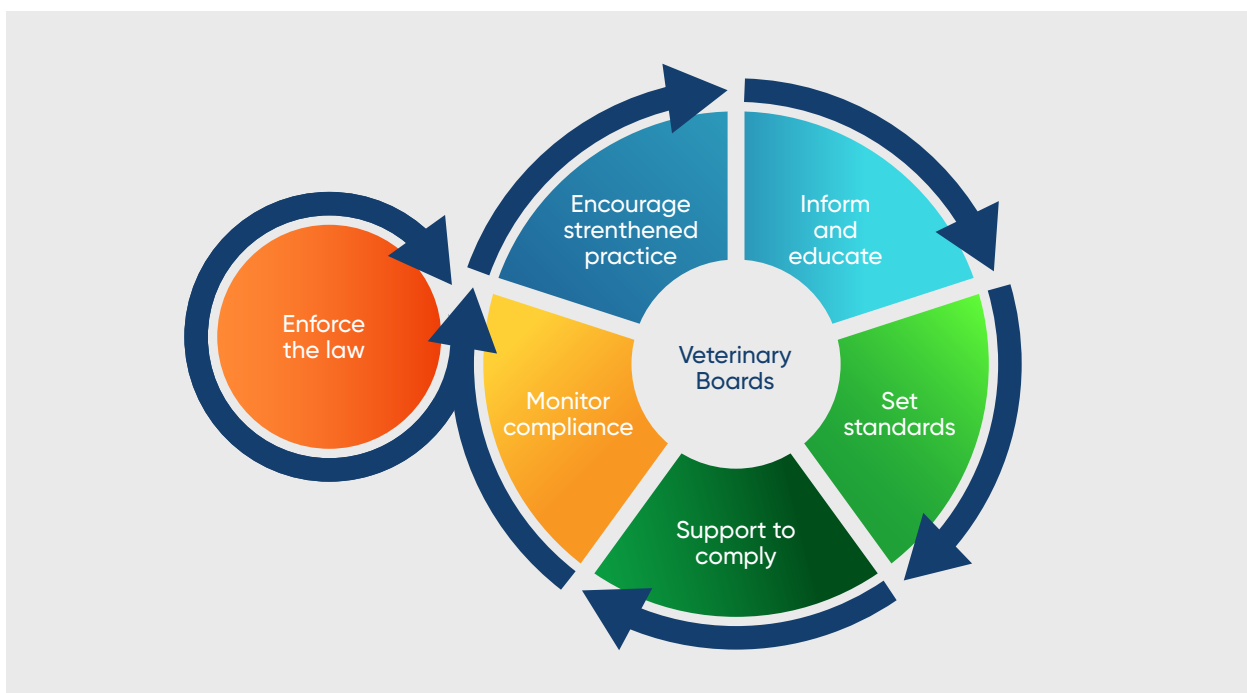 Encourage
strenthened
practice
Inform
and
educate
Enforce
the law
Veterinary
Boards
Monitor
compliance
Set
standards
Support to
comply